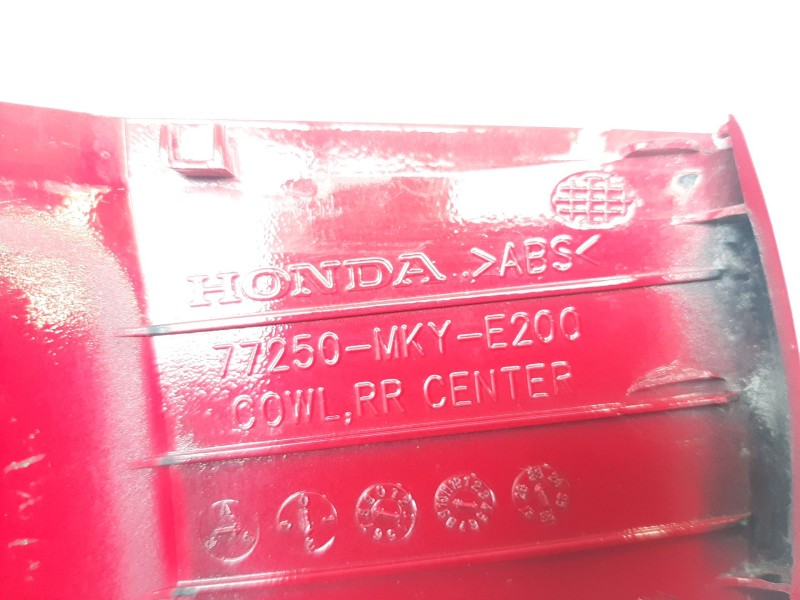 HONDA >ABS<
77250-MKY-E200
COWL,RR CENTER